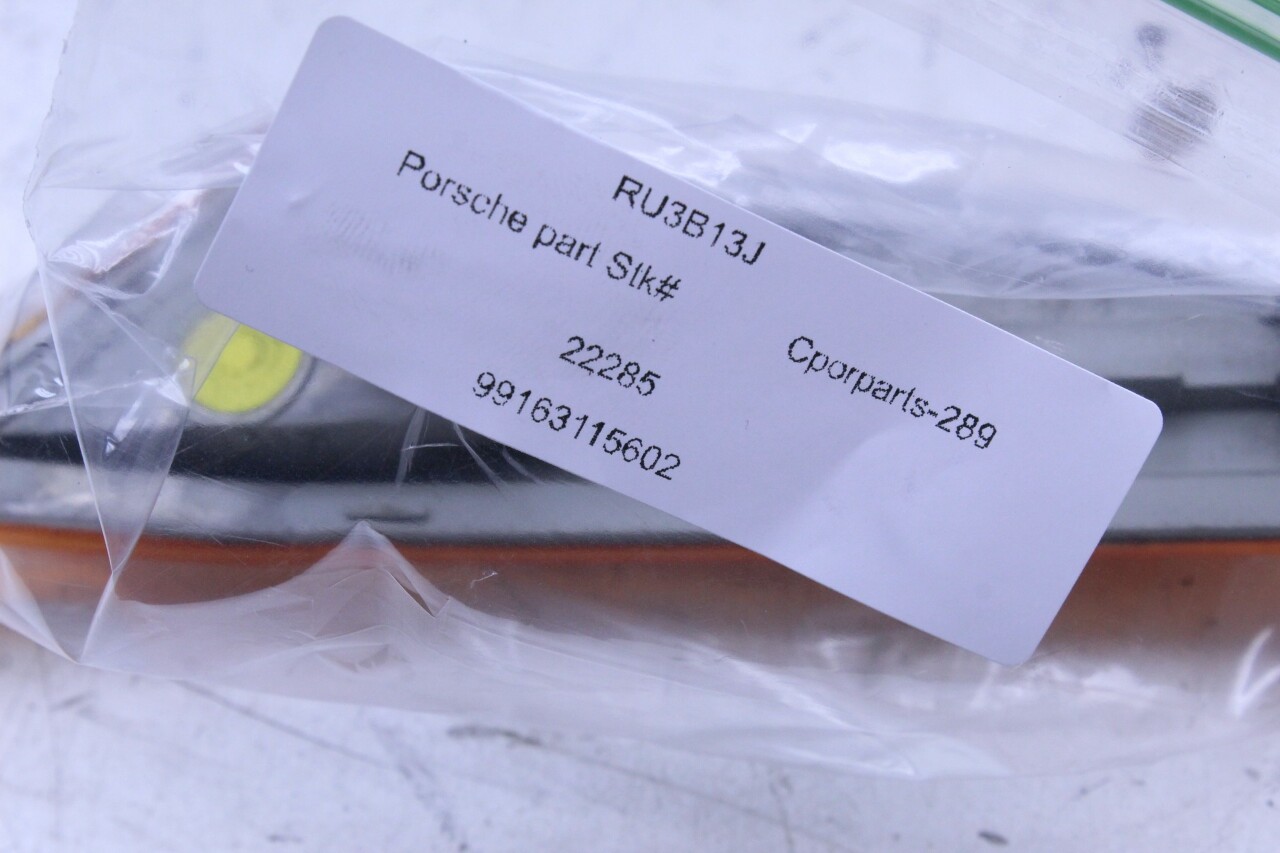 RU3B13J
Porsche part Stk#
22285
Cporparts-289
99163115602